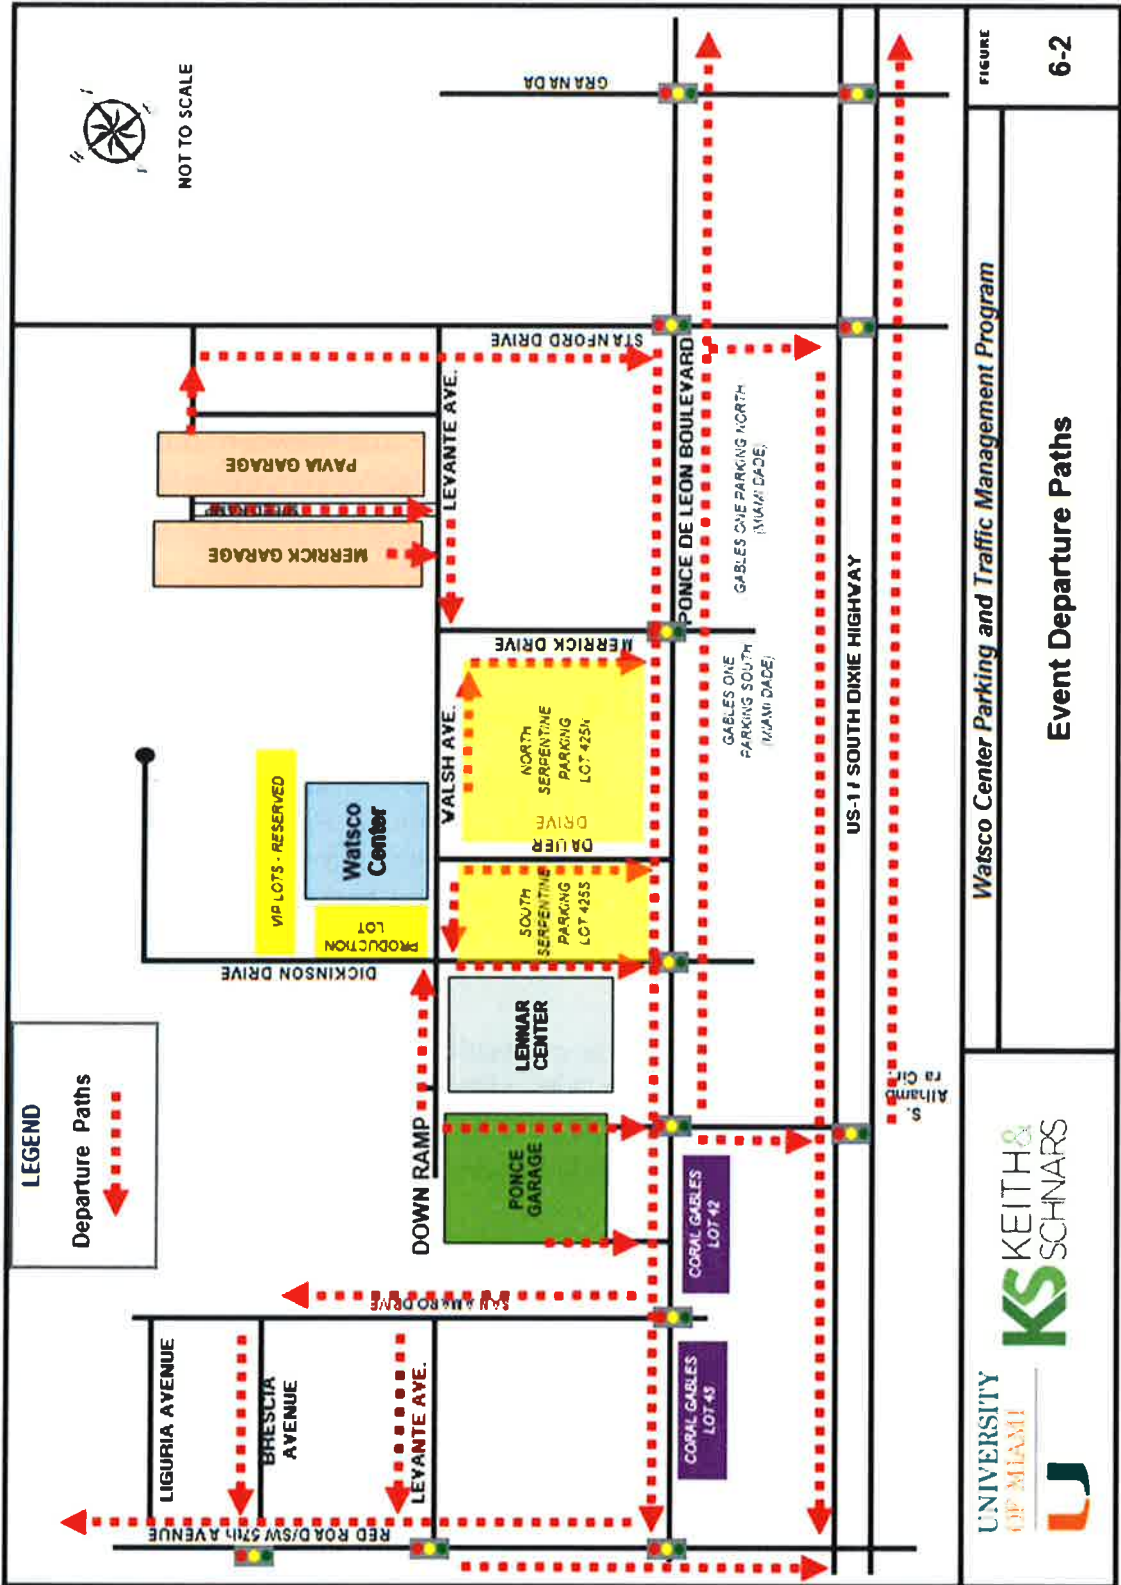 LEGEND
Departure Paths
NOT TO SCALE
LIGURIA AVENUE
BRESCIA
AVENUE
LEVANTE AVE.
RED ROAD/SW 57th AVENUE
SAN AMARO DRIVE
DOWN RAMP
PONCE
GARAGE
LENNAR
CENTER
DICKINSON DRIVE
VIP LOTS - RESERVED
PRODUCTION
LOT
Watsco
Center
WALSH AVE.
SOUTH
SERPENTINE
PARKING
LOT 425S
DAUER
DRIVE
NORTH
SERPENTINE
PARKING
LOT 425N
MERRICK DRIVE
MERRICK GARAGE
PAVIA GARAGE
LEVANTE AVE.
STANFORD DRIVE
GRANADA
PONCE DE LEON BOULEVARD
CORAL GABLES
LOT 45
CORAL GABLES
LOT 42
GABLES ONE
PARKING SOUTH
(MIAMI DADE)
GABLES ONE PARKING NORTH
(MIAMI DADE)
US-1 / SOUTH DIXIE HIGHWAY
S.
Alhamb
ra Cir.
UNIVERSITY
OF MIAMI
KS KEITH &
SCHNARS
Watsco Center Parking and Traffic Management Program
Event Departure Paths
FIGURE
6-2